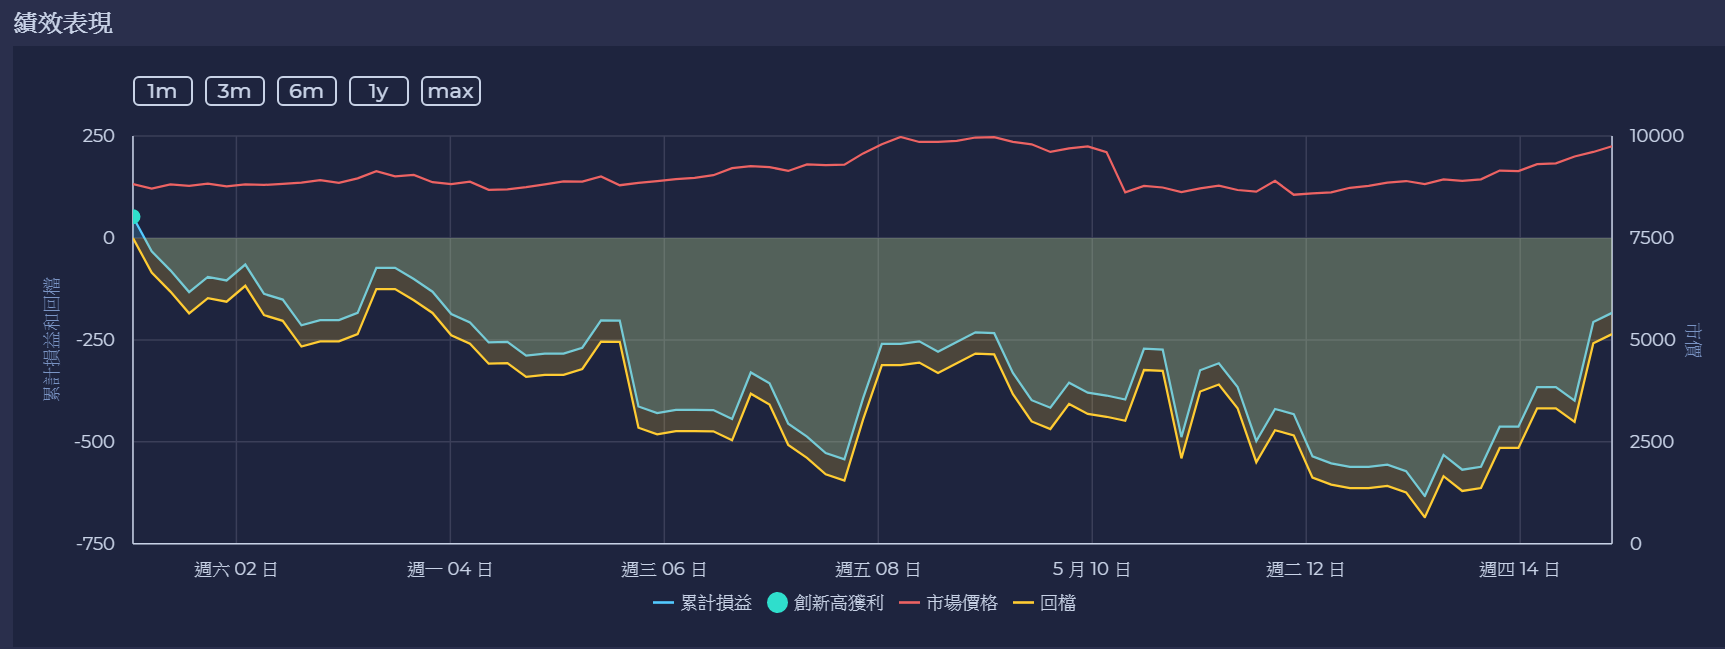 績效表現
1m 3m 6m 1y max
250
0
-250
-500
-750
累計損益和回檔
10000
7500
5000
2500
0
市價
週六 02 日 週一 04 日 週三 06 日 週五 08 日 5 月 10 日 週二 12 日 週四 14 日
累計損益 創新高獲利 市場價格 回檔